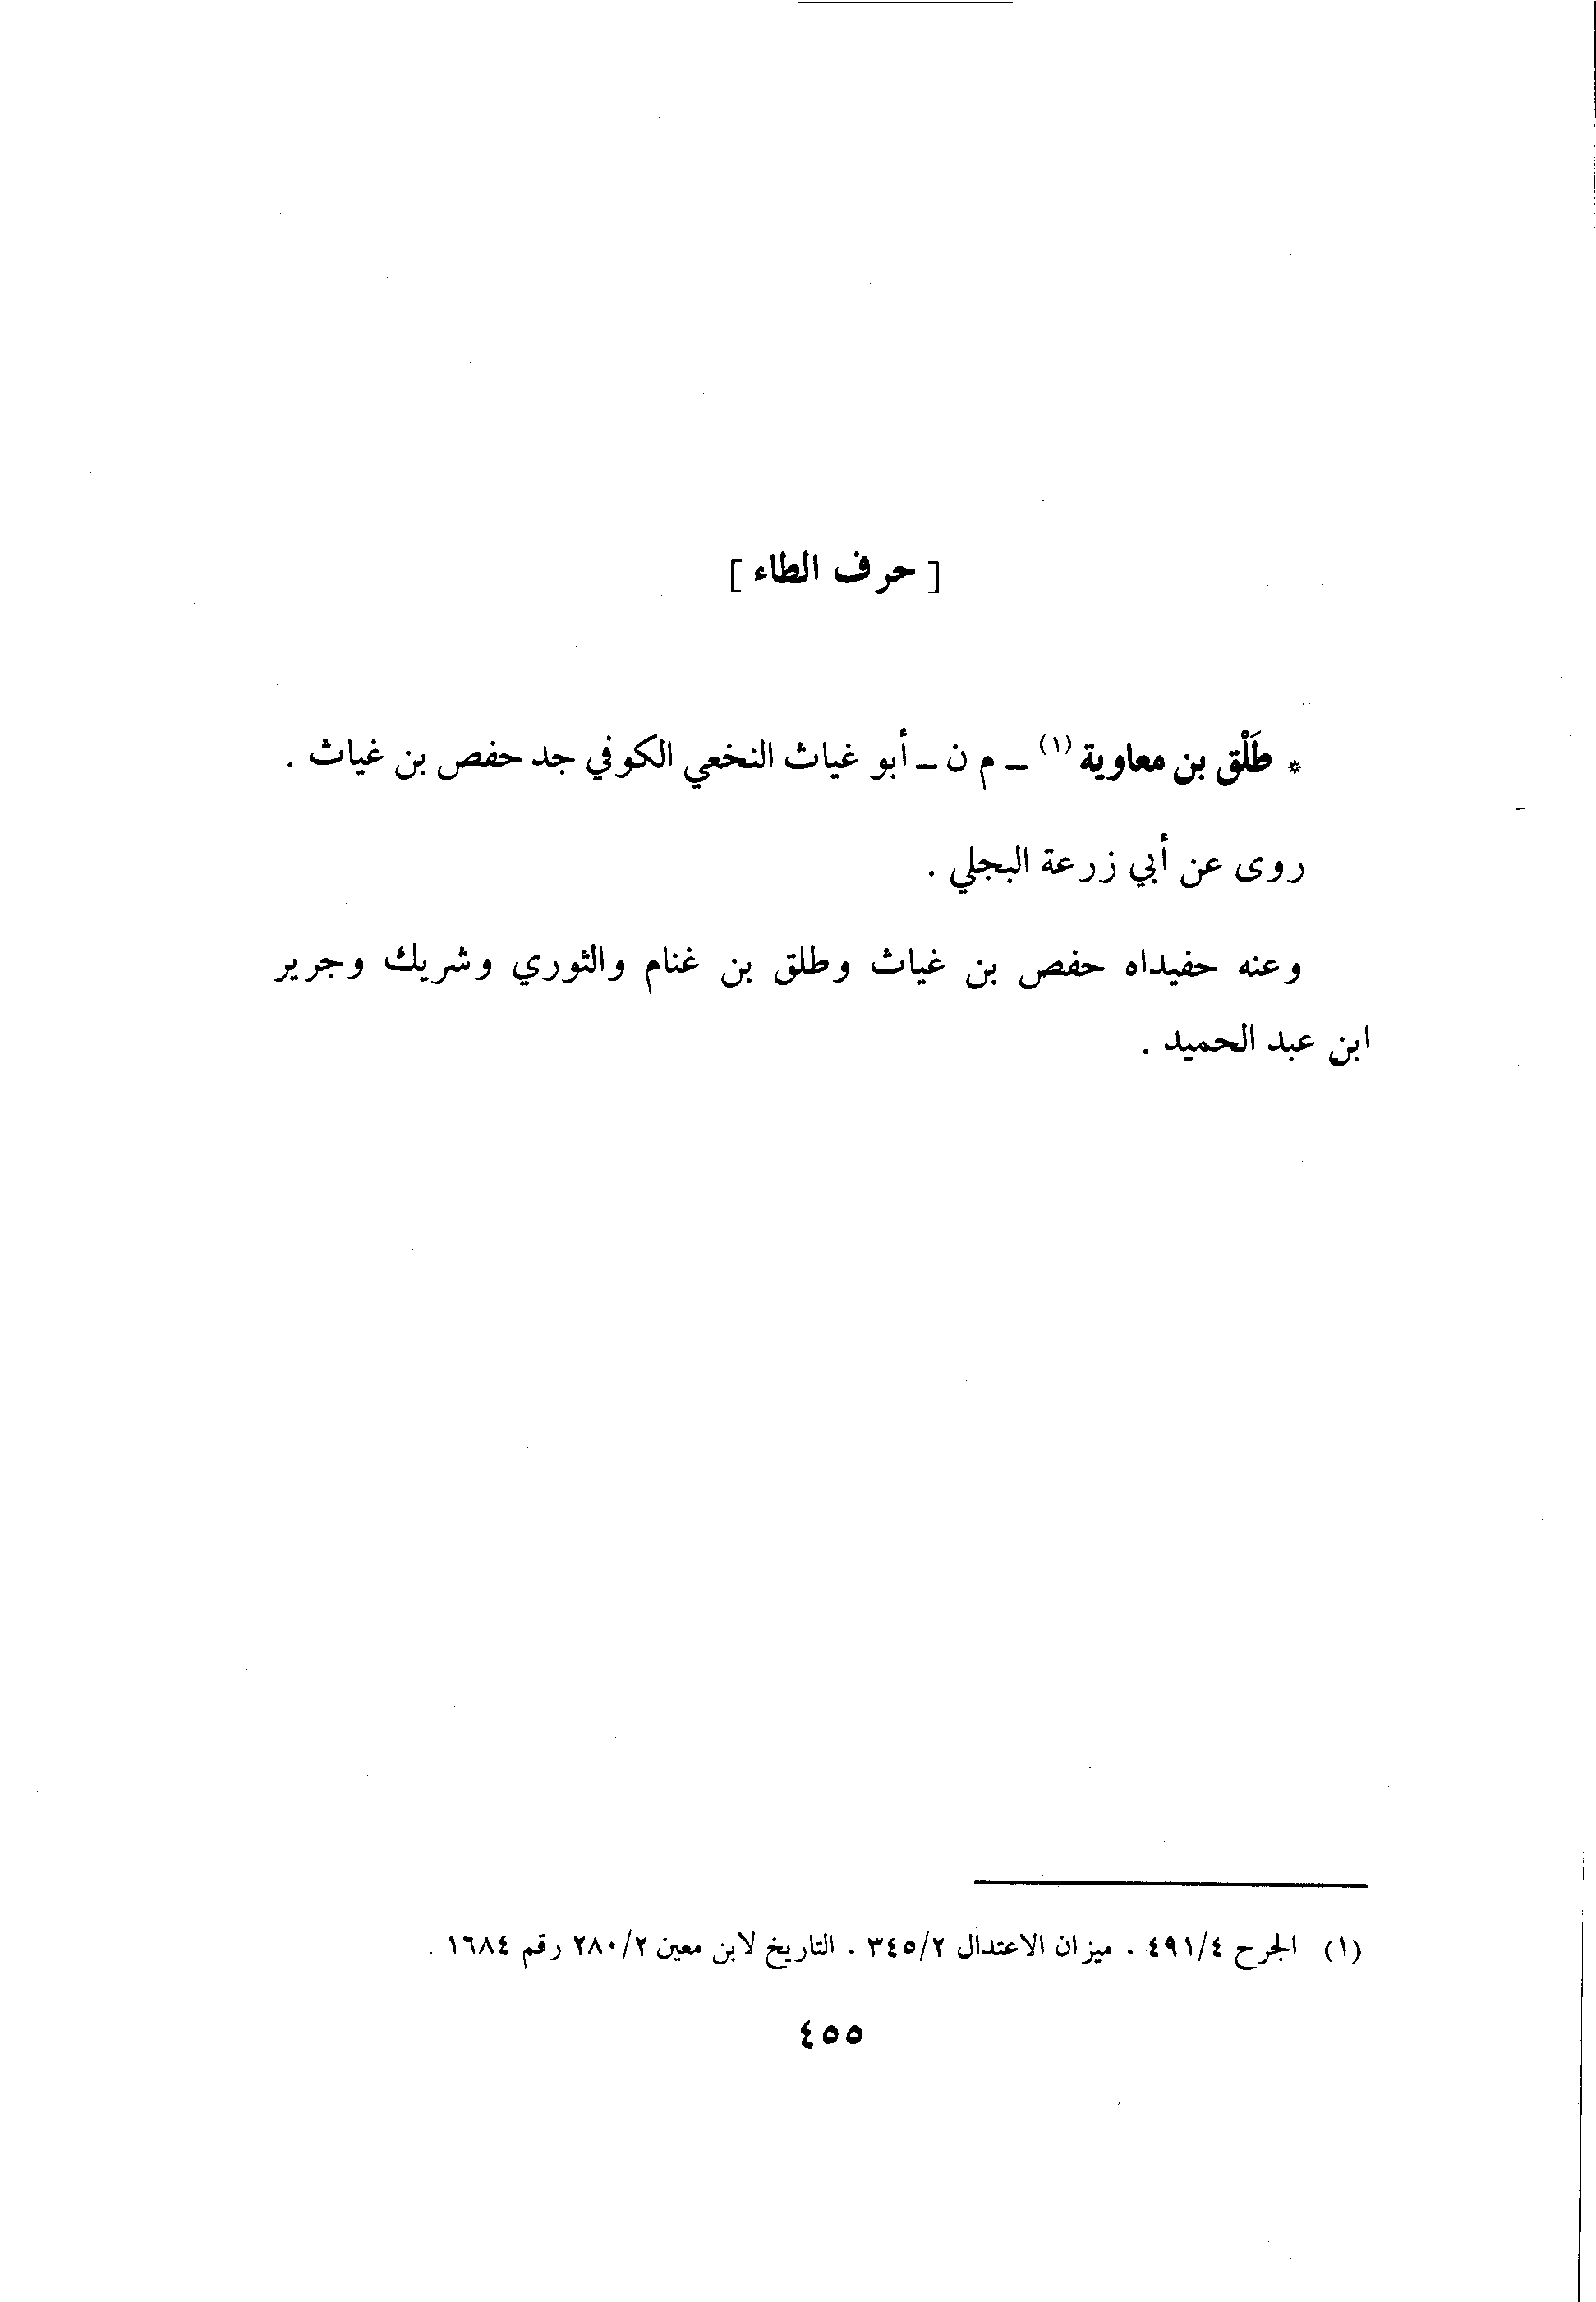 [ حرف الطاء ]
* طَلْق بن معاوية (١) ـ م ن ـ أبو غياث النخعي الكوفي جد حفص بن غياث .
روى عن أبي زرعة البجلي .
وعنه حفيداه حفص بن غياث وطلق بن غنام والثوري وشريك وجرير
ابن عبد الحميد .
(١) الجرح ٤٩١/٤ . ميزان الاعتدال ٣٤٥/٢ . التاريخ لابن معين ٢٨٠/٢ رقم ١٦٨٤ .
٤٥٥